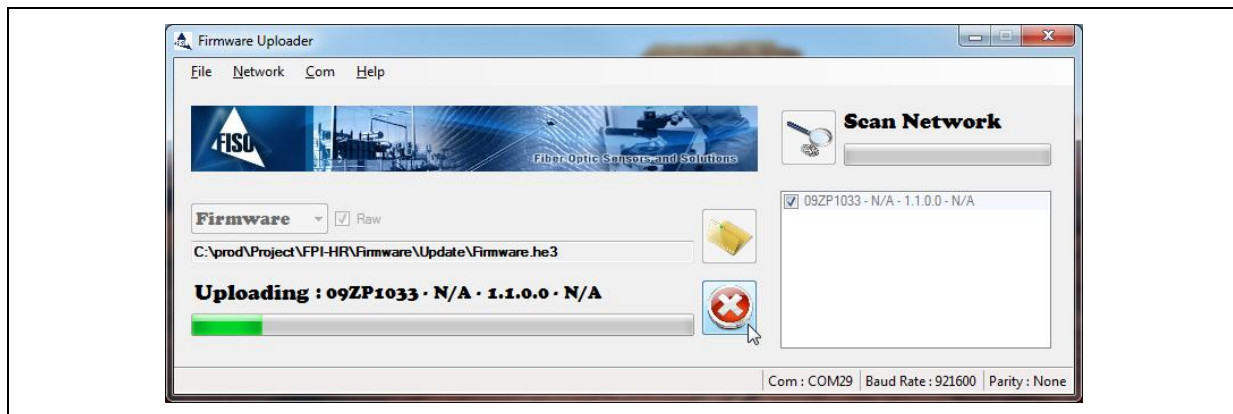 Firmware Uploader
File Network Com Help
FISO
Fiber Optic Sensors and Solutions
Scan Network
Firmware
Raw
C:\prod\Project\FPI-HR\Firmware\Update\Firmware.he3
09ZP1033 - N/A - 1.1.0.0 - N/A
Uploading : 09ZP1033 - N/A - 1.1.0.0 - N/A
Com : COM29 Baud Rate : 921600 Parity : None